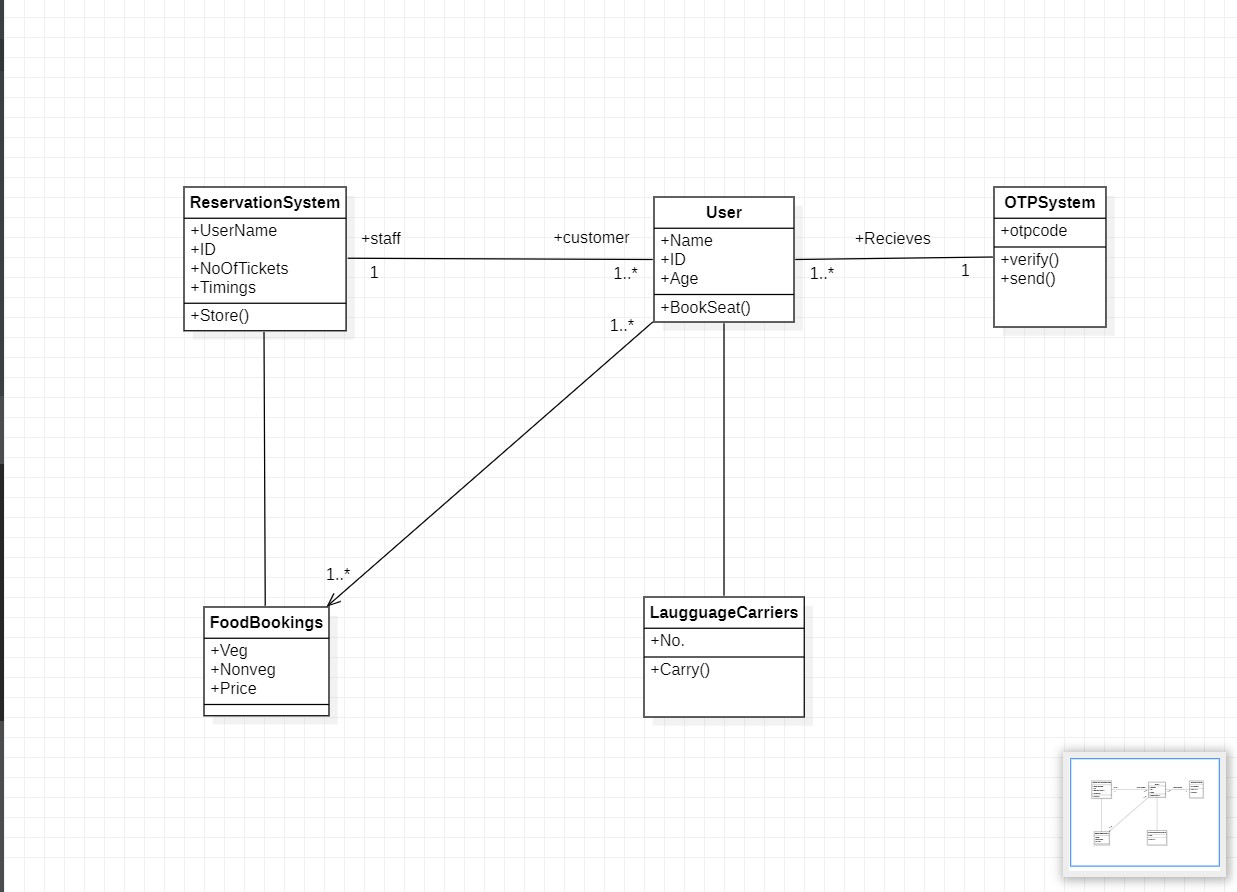 ReservationSystem
+UserName
+ID
+NoOfTickets
+Timings
+Store()
+staff
1
+customer
1..*
User
+Name
+ID
+Age
+BookSeat()
1..*
+Recieves
1..*
1
OTPSystem
+otpcode
+verify()
+send()
1..*
FoodBookings
+Veg
+Nonveg
+Price
LaugguageCarriers
+No.
+Carry()